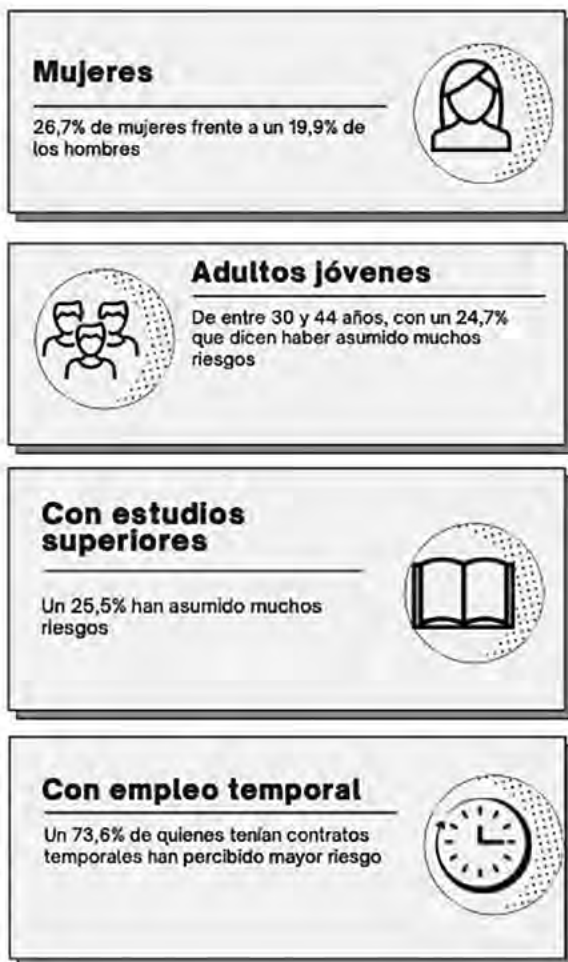 Mujeres
26,7% de mujeres frente a un 19,9% de
los hombres
Adultos jóvenes
De entre 30 y 44 años, con un 24,7%
que dicen haber asumido muchos
riesgos
Con estudios
superiores
Un 25,5% han asumido muchos
riesgos
Con empleo temporal
Un 73,6% de quienes tenían contratos
temporales han percibido mayor riesgo